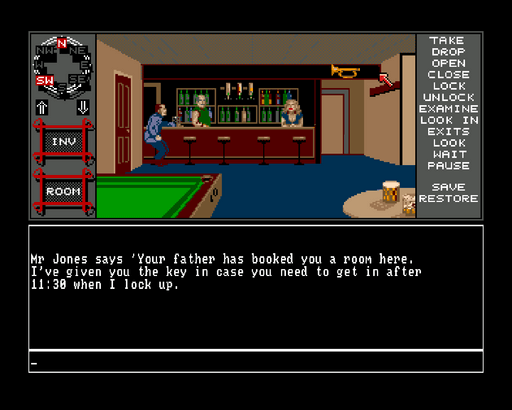 N
NW NE
W E
SW SE
S
INV
ROOM
TAKE
DROP
OPEN
CLOSE
LOCK
UNLOCK
EXAMINE
LOOK IN
EXITS
LOOK
WAIT
PAUSE
SAVE
RESTORE
Mr Jones says 'Your father has booked you a room here.
I've given you the key in case you need to get in after
11:30 when I lock up.